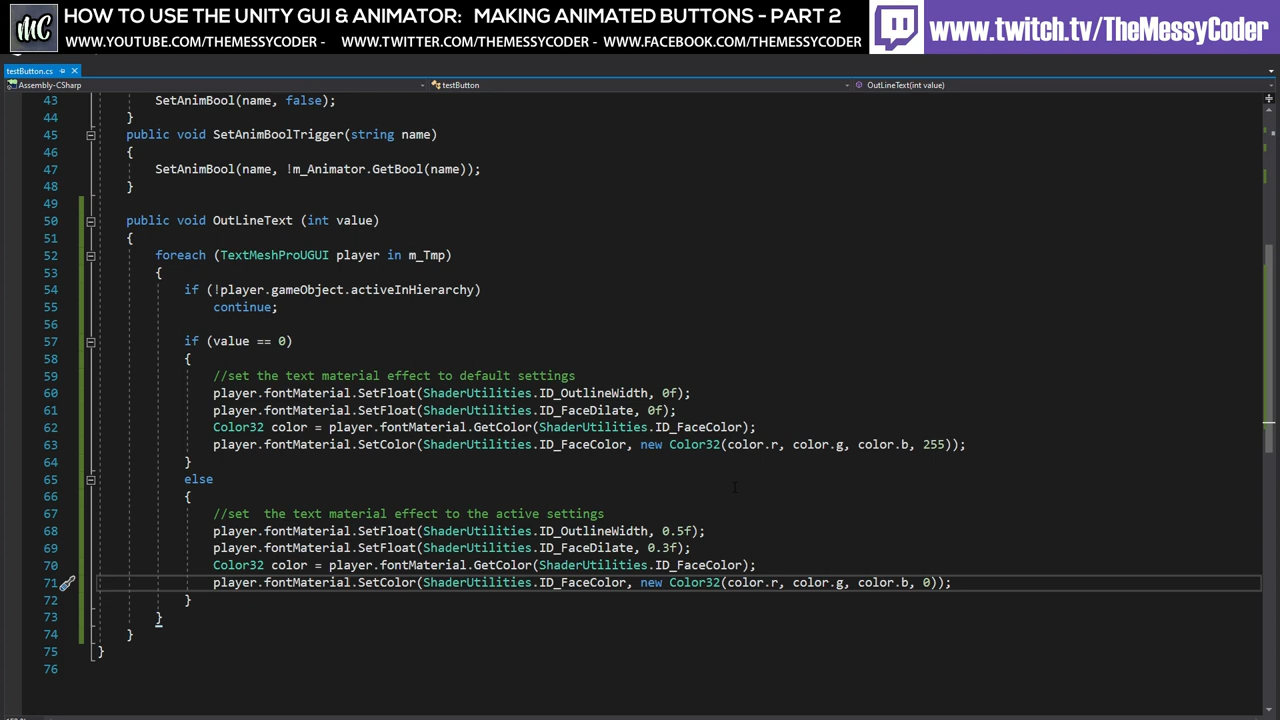 HOW TO USE THE UNITY GUI & ANIMATOR: MAKING ANIMATED BUTTONS - PART 2
MC
WWW.YOUTUBE.COM/THEMESSYCODER - WWW.TWITTER.COM/THEMESSYCODER - WWW.FACEBOOK.COM/THEMESSYCODER
www.twitch.tv/TheMessyCoder
testButton.cs
Assembly-CSharp testButton OutLineText(int value)
43 SetAnimBool(name, false);
44 }
45 public void SetAnimBoolTrigger(string name)
46 {
47 SetAnimBool(name, !m_Animator.GetBool(name));
48 }
49
50 public void OutLineText (int value)
51 {
52 foreach (TextMeshProUGUI player in m_Tmp)
53 {
54 if (!player.gameObject.activeInHierarchy)
55 continue;
56
57 if (value == 0)
58 {
59 //set the text material effect to default settings
60 player.fontMaterial.SetFloat(ShaderUtilities.ID_OutlineWidth, 0f);
61 player.fontMaterial.SetFloat(ShaderUtilities.ID_FaceDilate, 0f);
62 Color32 color = player.fontMaterial.GetColor(ShaderUtilities.ID_FaceColor);
63 player.fontMaterial.SetColor(ShaderUtilities.ID_FaceColor, new Color32(color.r, color.g, color.b, 255));
64 }
65 else
66 {
67 //set  the text material effect to the active settings
68 player.fontMaterial.SetFloat(ShaderUtilities.ID_OutlineWidth, 0.5f);
69 player.fontMaterial.SetFloat(ShaderUtilities.ID_FaceDilate, 0.3f);
70 Color32 color = player.fontMaterial.GetColor(ShaderUtilities.ID_FaceColor);
71 player.fontMaterial.SetColor(ShaderUtilities.ID_FaceColor, new Color32(color.r, color.g, color.b, 0));
72 }
73 }
74 }
75 }
76